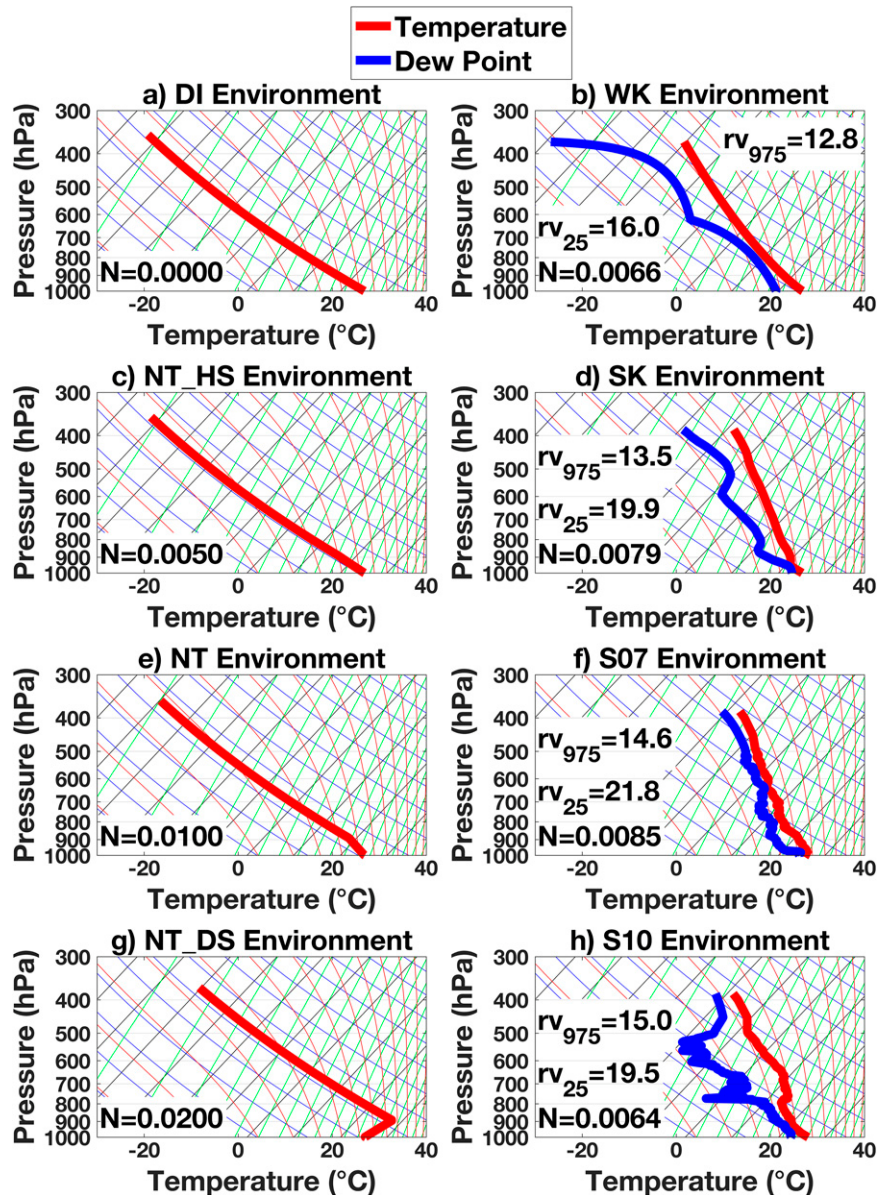 Temperature
Dew Point
a) DI Environment
300
400
500
600
700
800
900
1000
Pressure (hPa)
N=0.0000
-20 0 20 40
Temperature (°C)
b) WK Environment
300
400
500
600
700
800
900
1000
Pressure (hPa)
rv975=12.8
rv25=16.0
N=0.0066
-20 0 20 40
Temperature (°C)
c) NT_HS Environment
300
400
500
600
700
800
900
1000
Pressure (hPa)
N=0.0050
-20 0 20 40
Temperature (°C)
d) SK Environment
300
400
500
600
700
800
900
1000
Pressure (hPa)
rv975=13.5
rv25=19.9
N=0.0079
-20 0 20 40
Temperature (°C)
e) NT Environment
300
400
500
600
700
800
900
1000
Pressure (hPa)
N=0.0100
-20 0 20 40
Temperature (°C)
f) S07 Environment
300
400
500
600
700
800
900
1000
Pressure (hPa)
rv975=14.6
rv25=21.8
N=0.0085
-20 0 20 40
Temperature (°C)
g) NT_DS Environment
300
400
500
600
700
800
900
1000
Pressure (hPa)
N=0.0200
-20 0 20 40
Temperature (°C)
h) S10 Environment
300
400
500
600
700
800
900
1000
Pressure (hPa)
rv975=15.0
rv25=19.5
N=0.0064
-20 0 20 40
Temperature (°C)